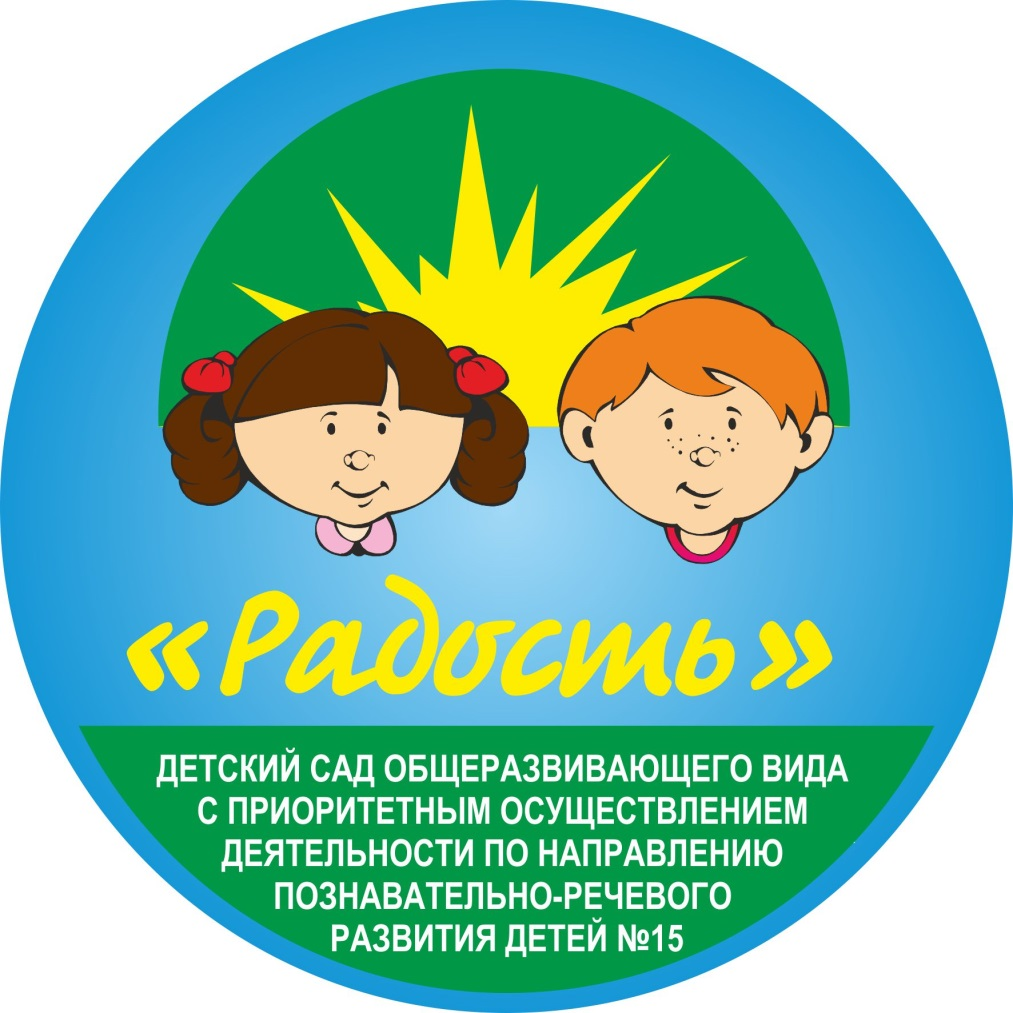 «Радость»
ДЕТСКИЙ САД ОБЩЕРАЗВИВАЮЩЕГО ВИДА
С ПРИОРИТЕТНЫМ ОСУЩЕСТВЛЕНИЕМ
ДЕЯТЕЛЬНОСТИ ПО НАПРАВЛЕНИЮ
ПОЗНАВАТЕЛЬНО-РЕЧЕВОГО
РАЗВИТИЯ ДЕТЕЙ №15